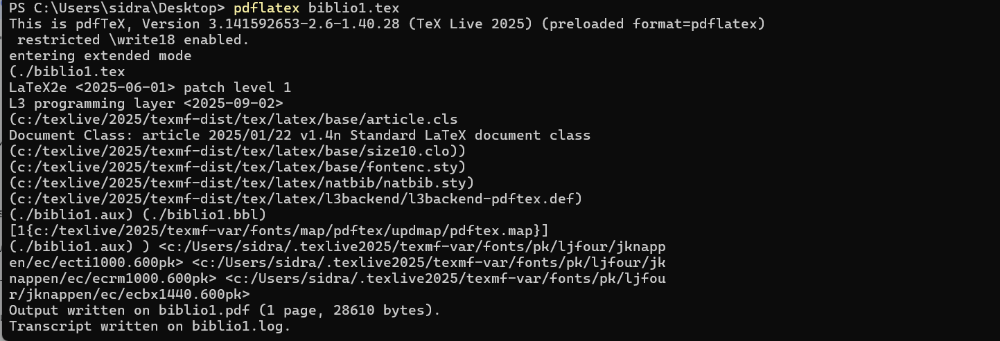 PS C:\Users\sidra\Desktop> pdflatex biblio1.tex
This is pdfTeX, Version 3.141592653-2.6-1.40.28 (TeX Live 2025) (preloaded format=pdflatex)
 restricted \write18 enabled.
entering extended mode
(./biblio1.tex
LaTeX2e <2025-06-01> patch level 1
L3 programming layer <2025-09-02>
(c:/texlive/2025/texmf-dist/tex/latex/base/article.cls
Document Class: article 2025/01/22 v1.4n Standard LaTeX document class
(c:/texlive/2025/texmf-dist/tex/latex/base/size10.clo))
(c:/texlive/2025/texmf-dist/tex/latex/base/fontenc.sty)
(c:/texlive/2025/texmf-dist/tex/latex/natbib/natbib.sty)
(c:/texlive/2025/texmf-dist/tex/latex/l3backend/l3backend-pdftex.def)
(./biblio1.aux) (./biblio1.bbl)
[1{c:/texlive/2025/texmf-var/fonts/map/pdftex/updmap/pdftex.map}]
(./biblio1.aux) ) <c:/Users/sidra/.texlive2025/texmf-var/fonts/pk/ljfour/jknapp
en/ec/ecti1000.600pk> <c:/Users/sidra/.texlive2025/texmf-var/fonts/pk/ljfour/jk
nappen/ec/ecrm1000.600pk> <c:/Users/sidra/.texlive2025/texmf-var/fonts/pk/ljfou
r/jknappen/ec/ecbx1440.600pk>
Output written on biblio1.pdf (1 page, 28610 bytes).
Transcript written on biblio1.log.